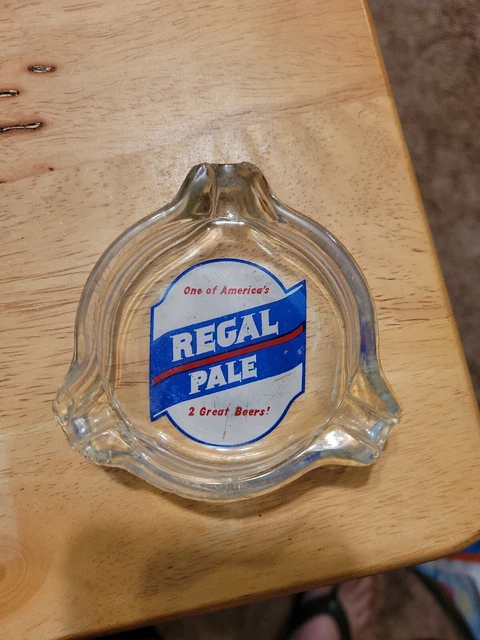 One of America's
REGAL
PALE
2 Great Beers!